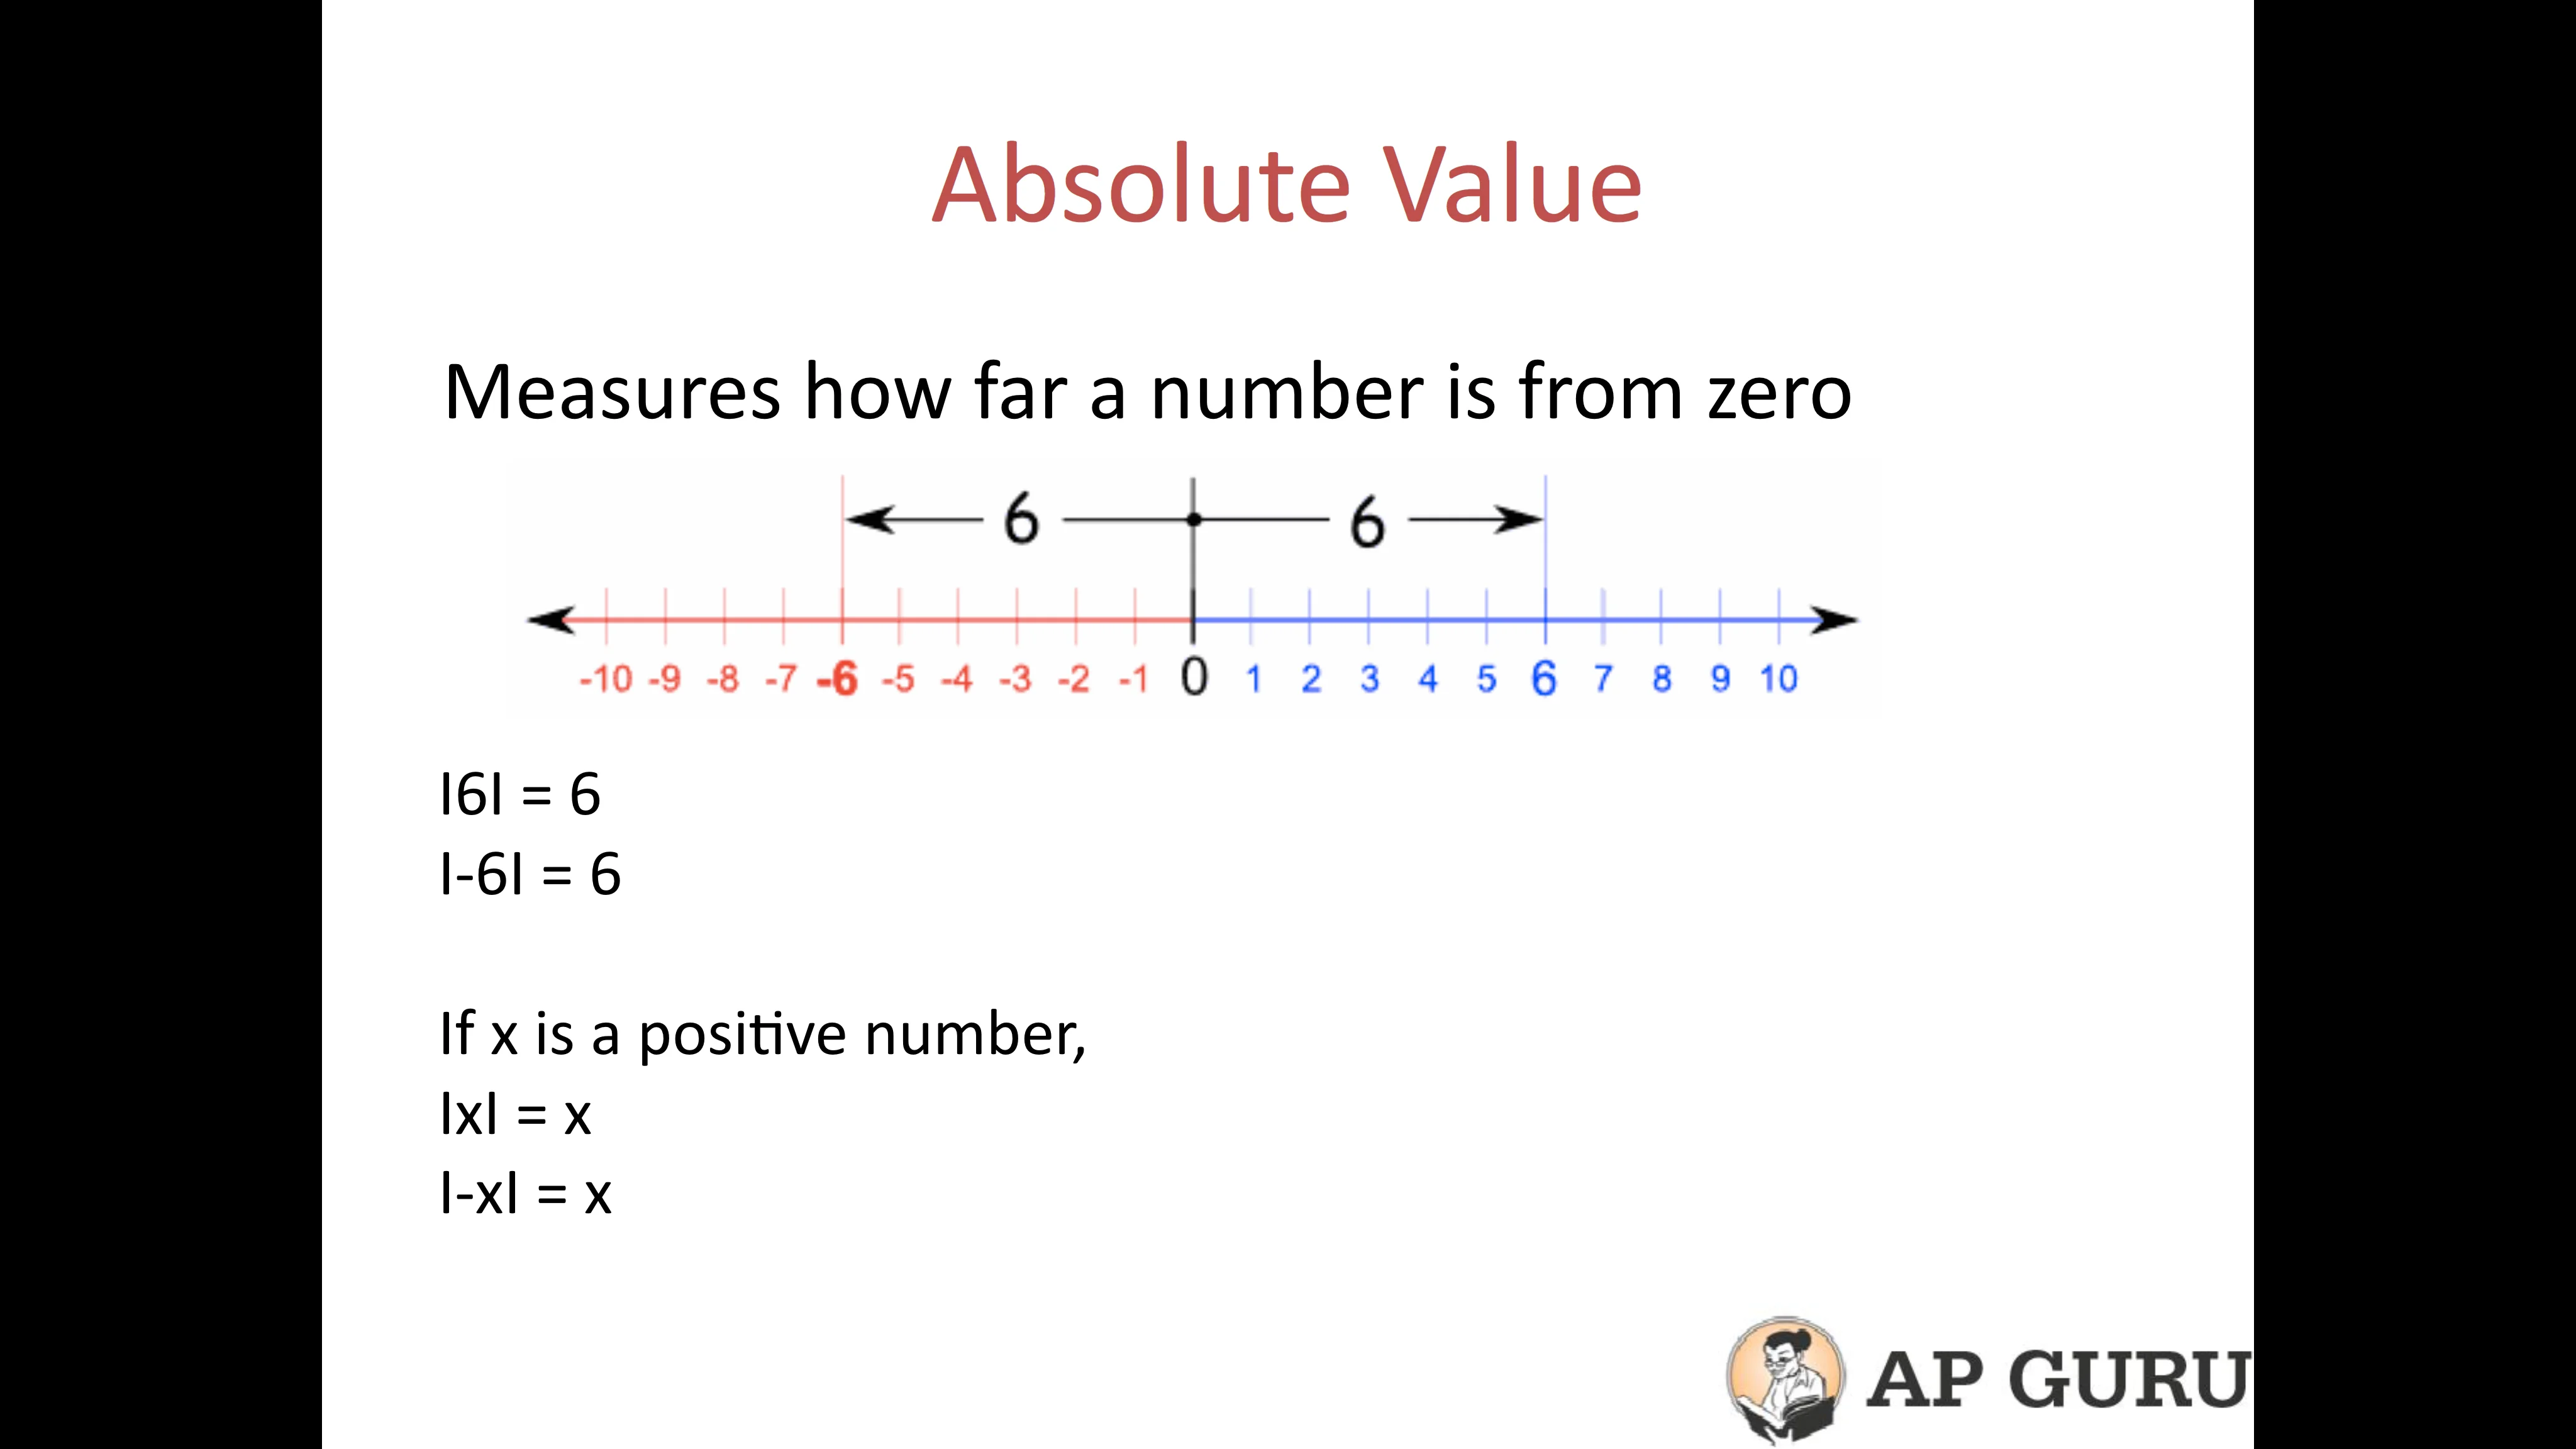 Absolute Value
Measures how far a number is from zero
6 6
-10 -9 -8 -7 -6 -5 -4 -3 -2 -1 0 1 2 3 4 5 6 7 8 9 10
I6I = 6
I-6I = 6
If x is a positive number,
IxI = x
I-xI = x
AP GURU